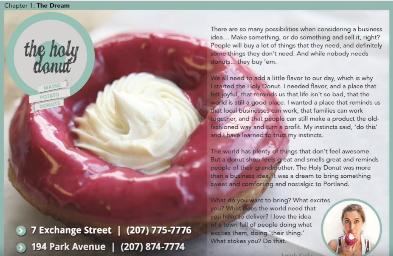 Chapter 1: The Dream
the holy
donut
There are so many possibilities when considering a business
idea... Make something, or do something and sell it, right?
People will buy a lot of things that they need, and definitely
some they don't need. And while nobody needs
donuts... they buy 'em.
We all need to add a little flavor to our day, which is why
I started the Holy Donut. I needed flavor, and a place that
felt joyful, that reminds us that life isn't so bad, that the
world is still a good place. I wanted a place that reminds us
that local businesses can work, that families can work
together, and that people can still make a product the old-
fashioned way and turn a profit. My instincts said, 'do this'
and I have learned to trust my instincts.
The world has plenty of things that don't feel awesome.
But a donut shop feels great and smells great and reminds
people of their grandmother. The Holy Donut was more
than a business idea. It was a dream to bring something
sweet and comforting and nostalgic to Portland.
What do you want to bring? What excites
you? What does the world need that
you'd like to deliver? I love the idea
of a town full of people doing what
excites them, doing 'their thing.'
What stokes you? Do that.
7 Exchange Street | (207) 775-7776
194 Park Avenue | (207) 874-7774